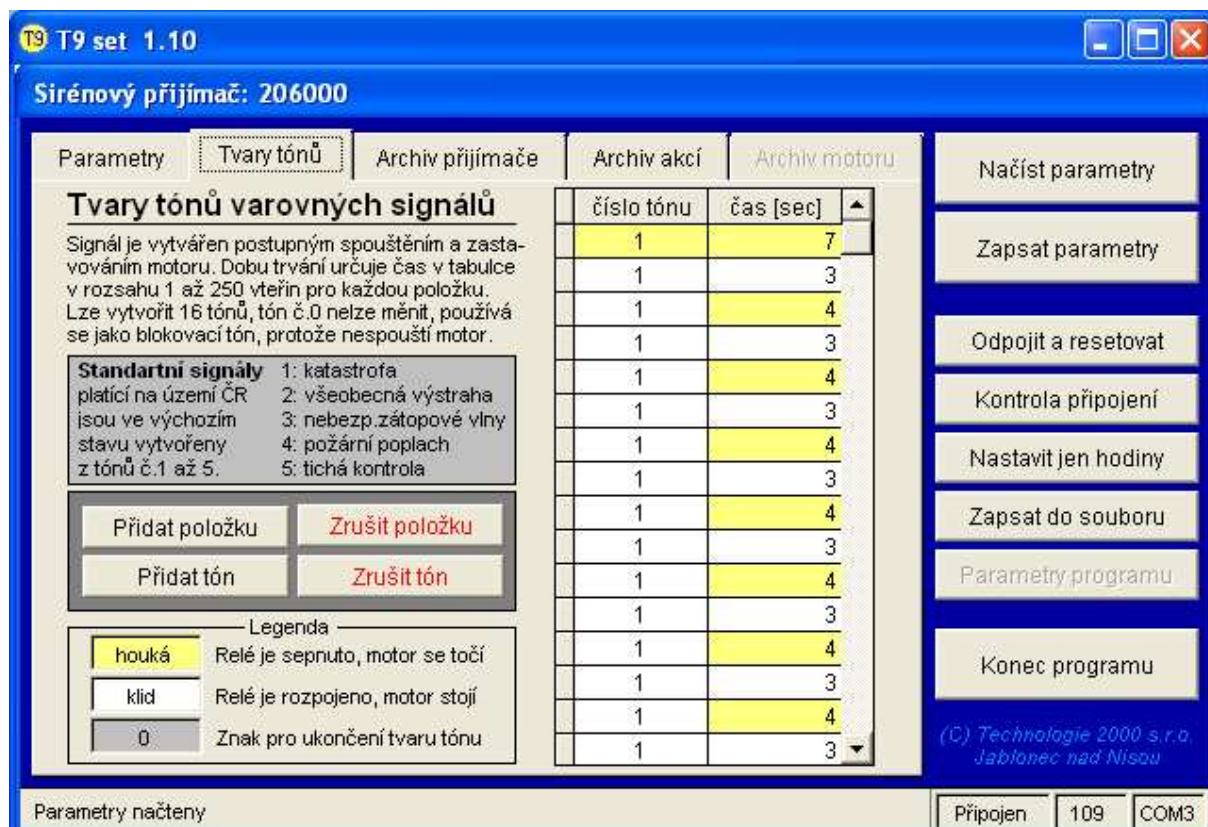 T9 set 1.10
Sirénový přijímač: 206000
Parametry Tvary tónů Archiv přijímače Archiv akcí Archiv motoru
Tvary tónů varovných signálů
Signál je vytvářen postupným spouštěním a zasta-
vováním motoru. Dobu trvání určuje čas v tabulce
v rozsahu 1 až 250 vteřin pro každou položku.
Lze vytvořit 16 tónů, tón č.0 nelze měnit, používá
se jako blokovací tón, protože nespouští motor.
Standartní signály 1: katastrofa
platící na území ČR 2: všeobecná výstraha
jsou ve výchozím 3: nebezp.zátopové vlny
stavu vytvořeny 4: požární poplach
z tónů č.1 až 5. 5: tichá kontrola
Přidat položku Zrušit položku
Přidat tón Zrušit tón
Legenda
houká Relé je sepnuto, motor se točí
klid Relé je rozpojeno, motor stojí
0 Znak pro ukončení tvaru tónu
číslo tónu čas [sec]
1 7
1 3
1 4
1 3
1 4
1 3
1 4
1 3
1 4
1 3
1 4
1 3
1 4
1 3
1 4
1 3
Načíst parametry
Zapsat parametry
Odpojit a resetovat
Kontrola připojení
Nastavit jen hodiny
Zapsat do souboru
Parametry programu
Konec programu
(C) Technologie 2000 s.r.o.
Jablonec nad Nisou
Parametry načteny
Připojen 109 COM3